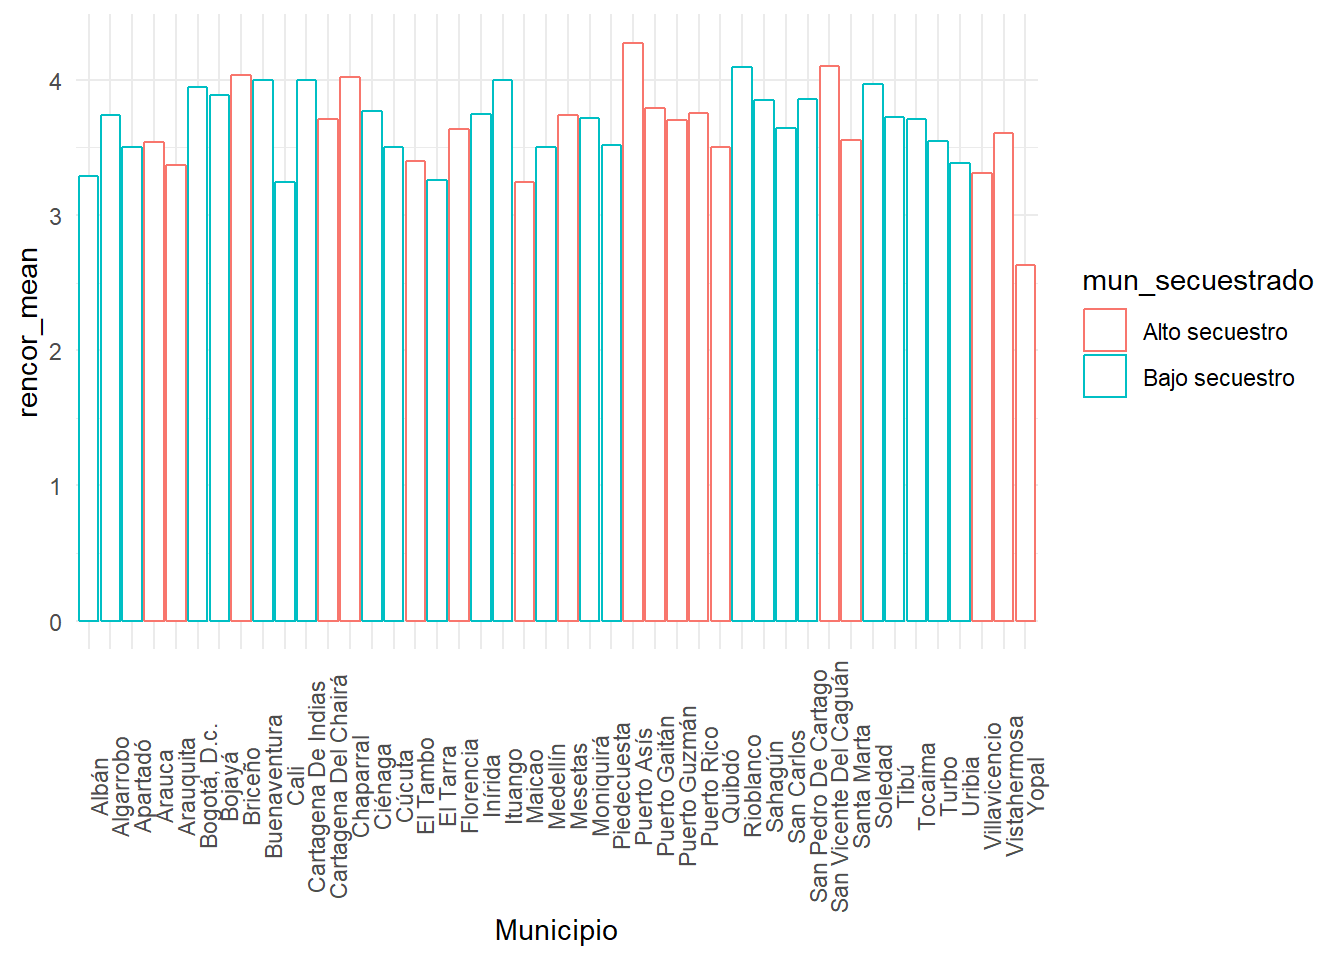 4
3
2
1
0
rencor_mean
Albán
Algarrobo
Apartadó
Arauca
Arauquita
Bogotá, D.c.
Bojayá
Briceño
Buenaventura
Cali
Cartagena De Indias
Cartagena Del Chairá
Chaparral
Ciénaga
Cúcuta
El Tambo
El Tarra
Florencia
Inírida
Ituango
Maicao
Medellín
Mesetas
Moniquirá
Piedecuesta
Puerto Asís
Puerto Gaitán
Puerto Guzmán
Puerto Rico
Quibdó
Rioblanco
Sahagún
San Carlos
San Pedro De Cartago
San Vicente Del Caguán
Santa Marta
Soledad
Tibú
Tocaima
Turbo
Uribia
Villavicencio
Vistahermosa
Yopal
Municipio
mun_secuestrado
Alto secuestro
Bajo secuestro